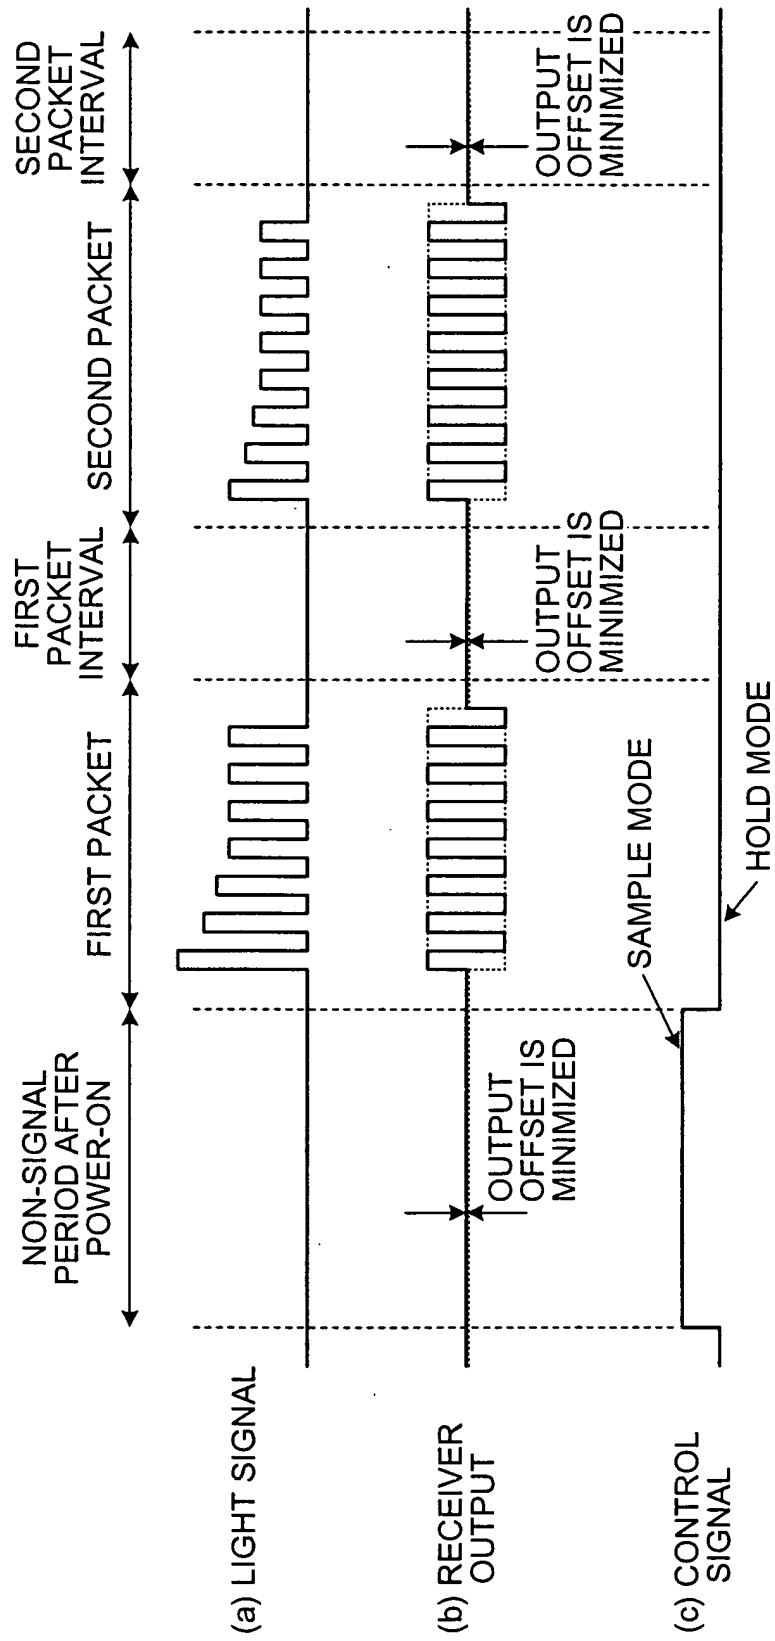 NON-SIGNAL
PERIOD AFTER
POWER-ON
FIRST PACKET
FIRST
PACKET
INTERVAL
SECOND PACKET
SECOND
PACKET
INTERVAL
(a) LIGHT SIGNAL
(b) RECEIVER
OUTPUT
OUTPUT
OFFSET IS
MINIMIZED
OUTPUT
OFFSET IS
MINIMIZED
OUTPUT
OFFSET IS
MINIMIZED
(c) CONTROL
SIGNAL
SAMPLE MODE
HOLD MODE